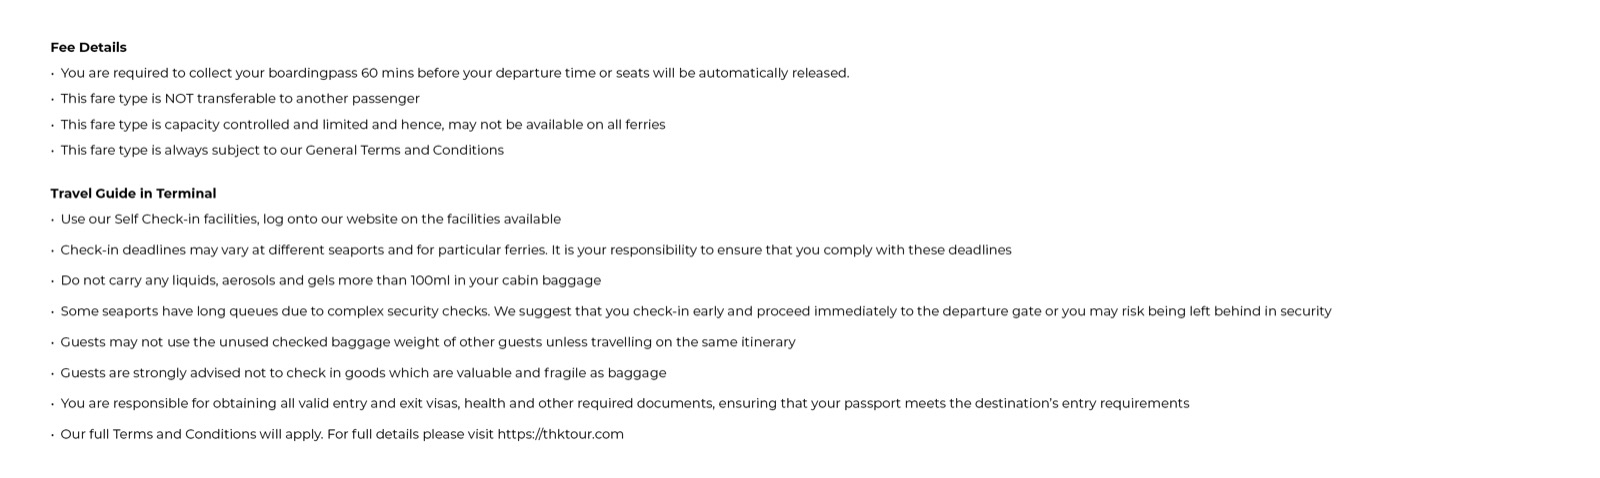 Fee Details
• You are required to collect your boardingpass 60 mins before your departure time or seats will be automatically released.
• This fare type is NOT transferable to another passenger
• This fare type is capacity controlled and limited and hence, may not be available on all ferries
• This fare type is always subject to our General Terms and Conditions
Travel Guide in Terminal
• Use our Self Check-in facilities, log onto our website on the facilities available
• Check-in deadlines may vary at different seaports and for particular ferries. It is your responsibility to ensure that you comply with these deadlines
• Do not carry any liquids, aerosols and gels more than 100ml in your cabin baggage
• Some seaports have long queues due to complex security checks. We suggest that you check-in early and proceed immediately to the departure gate or you may risk being left behind in security
• Guests may not use the unused checked baggage weight of other guests unless travelling on the same itinerary
• Guests are strongly advised not to check in goods which are valuable and fragile as baggage
• You are responsible for obtaining all valid entry and exit visas, health and other required documents, ensuring that your passport meets the destination's entry requirements
• Our full Terms and Conditions will apply. For full details please visit https://thktour.com